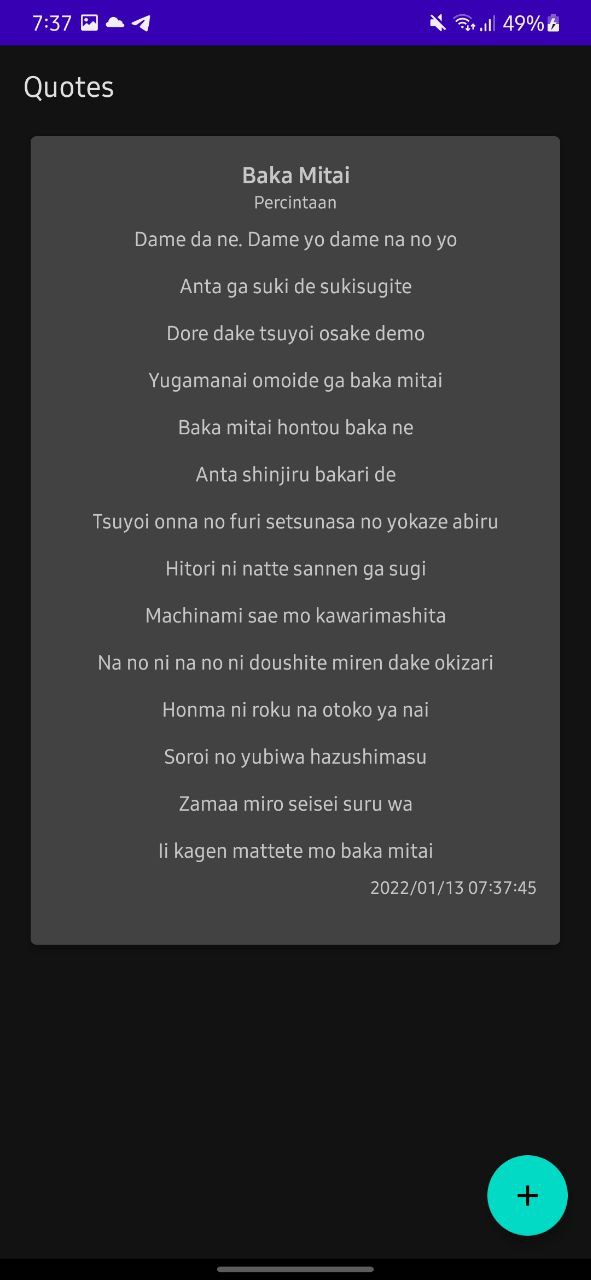 7:37
49%
Quotes
Baka Mitai
Percintaan
Dame da ne. Dame yo dame na no yo
Anta ga suki de sukisugite
Dore dake tsuyoi osake demo
Yugamanai omoide ga baka mitai
Baka mitai hontou baka ne
Anta shinjiru bakari de
Tsuyoi onna no furi setsunasa no yokaze abiru
Hitori ni natte sannen ga sugi
Machinami sae mo kawarimashita
Na no ni na no ni doushite miren dake okizari
Honma ni roku na otoko ya nai
Soroi no yubiwa hazushimasu
Zamaa miro seisei suru wa
Ii kagen mattete mo baka mitai
2022/01/13 07:37:45